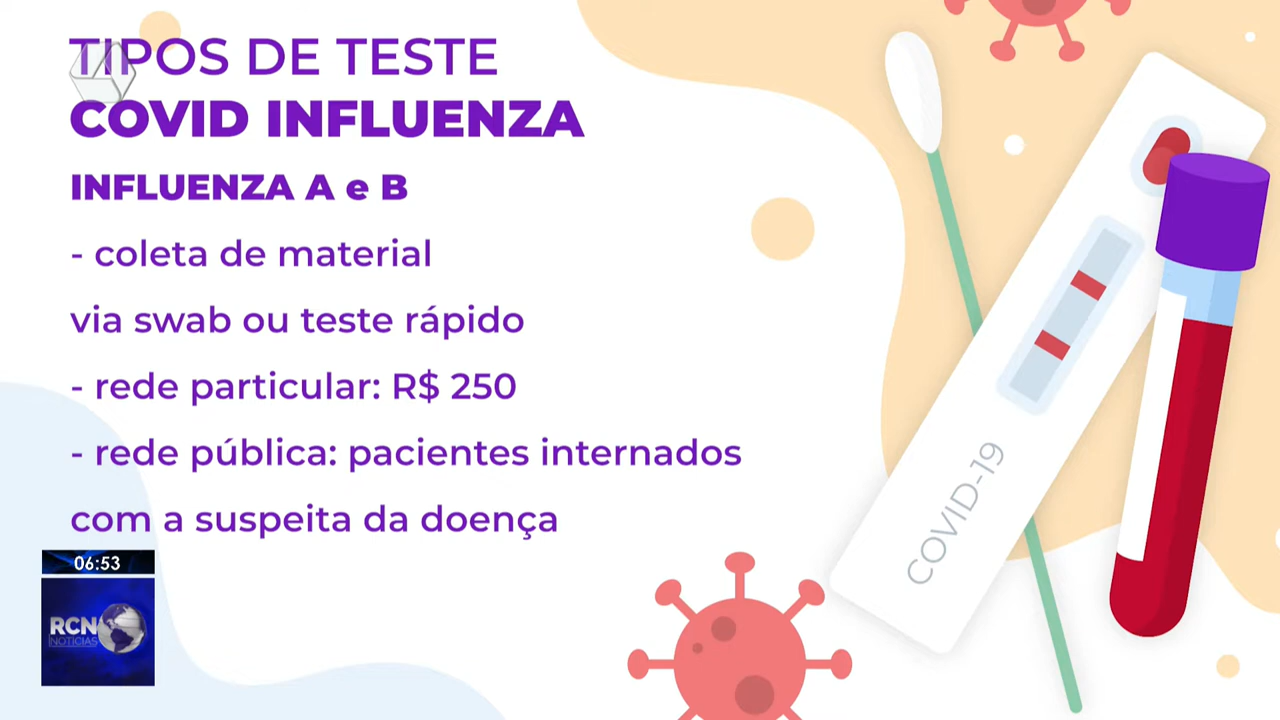 TIPOS DE TESTE
COVID INFLUENZA
INFLUENZA A e B
- coleta de material
via swab ou teste rápido
- rede particular: R$ 250
- rede pública: pacientes internados
com a suspeita da doença
COVID-19
06:53
RCN
NOTÍCIAS